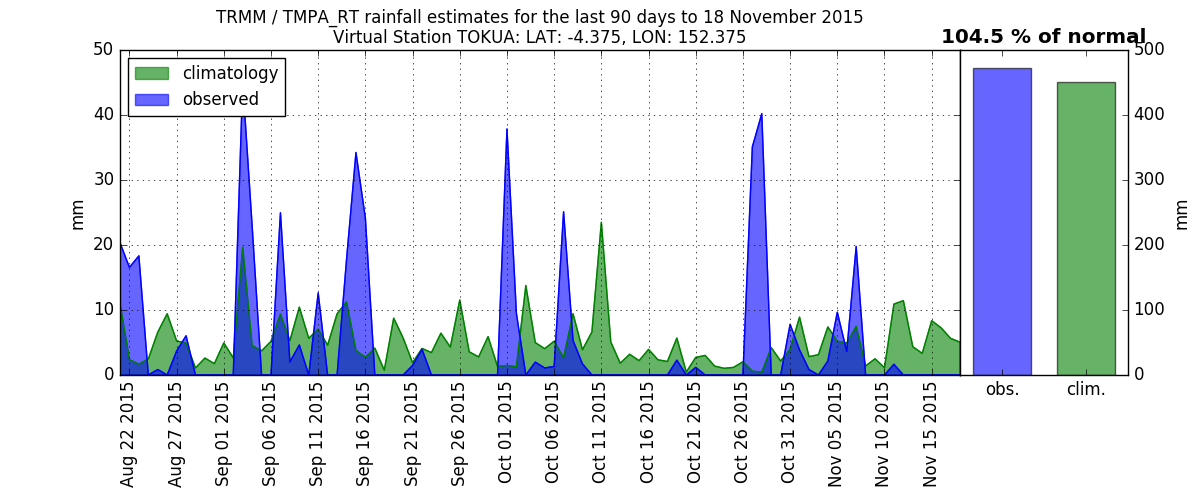 TRMM / TMPA_RT rainfall estimates for the last 90 days to 18 November 2015
Virtual Station TOKUA: LAT: -4.375, LON: 152.375
104.5 % of normal
climatology
observed
50
40
30
20
10
0
mm
Aug 22 2015
Aug 27 2015
Sep 01 2015
Sep 06 2015
Sep 11 2015
Sep 16 2015
Sep 21 2015
Sep 26 2015
Oct 01 2015
Oct 06 2015
Oct 11 2015
Oct 16 2015
Oct 21 2015
Oct 26 2015
Oct 31 2015
Nov 05 2015
Nov 10 2015
Nov 15 2015
500
400
300
200
100
0
mm
obs.
clim.